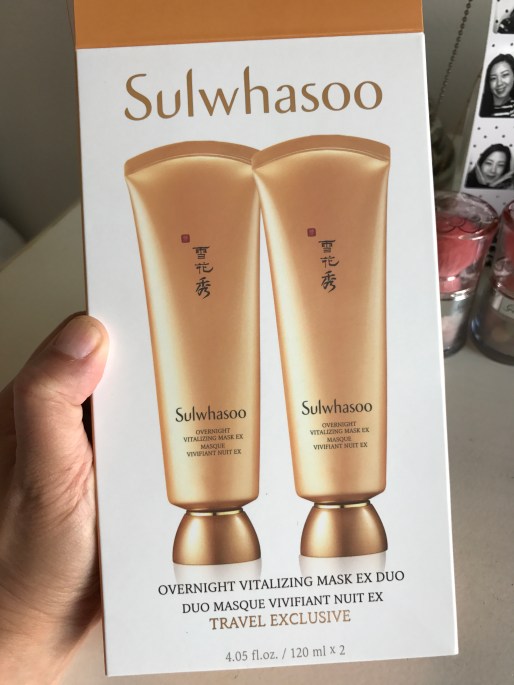 Sulwhasoo
雪花秀
Sulwhasoo
OVERNIGHT
VITALIZING MASK EX
MASQUE
VIVIFIANT NUIT EX
雪花秀
Sulwhasoo
OVERNIGHT
VITALIZING MASK EX
MASQUE
VIVIFIANT NUIT EX
OVERNIGHT VITALIZING MASK EX DUO
DUO MASQUE VIVIFIANT NUIT EX
TRAVEL EXCLUSIVE
4.05 fl.oz. / 120 ml x 2